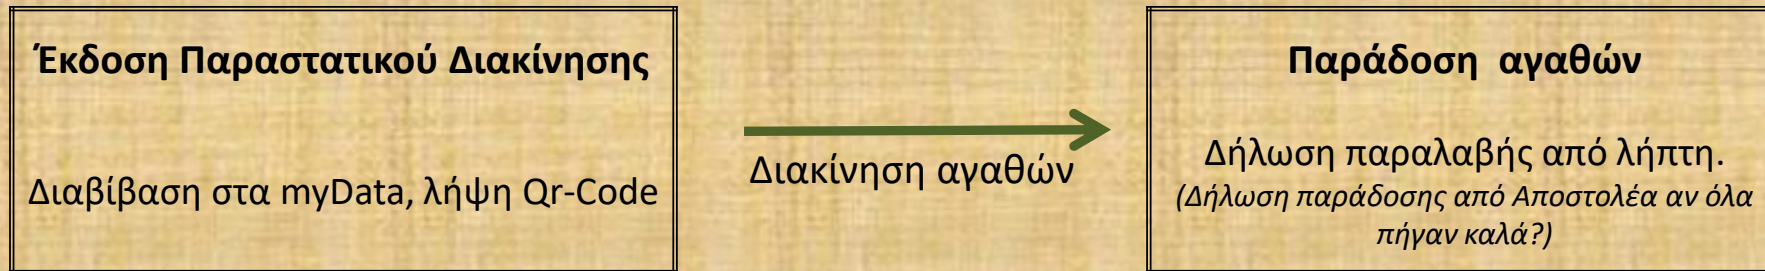 Έκδοση Παραστατικού Διακίνησης
Διαβίβαση στα myData, λήψη Qr-Code
Διακίνηση αγαθών
Παράδοση αγαθών
Δήλωση παραλαβής από λήπτη.
(Δήλωση παράδοσης από Αποστολέα αν όλα
πήγαν καλά?)